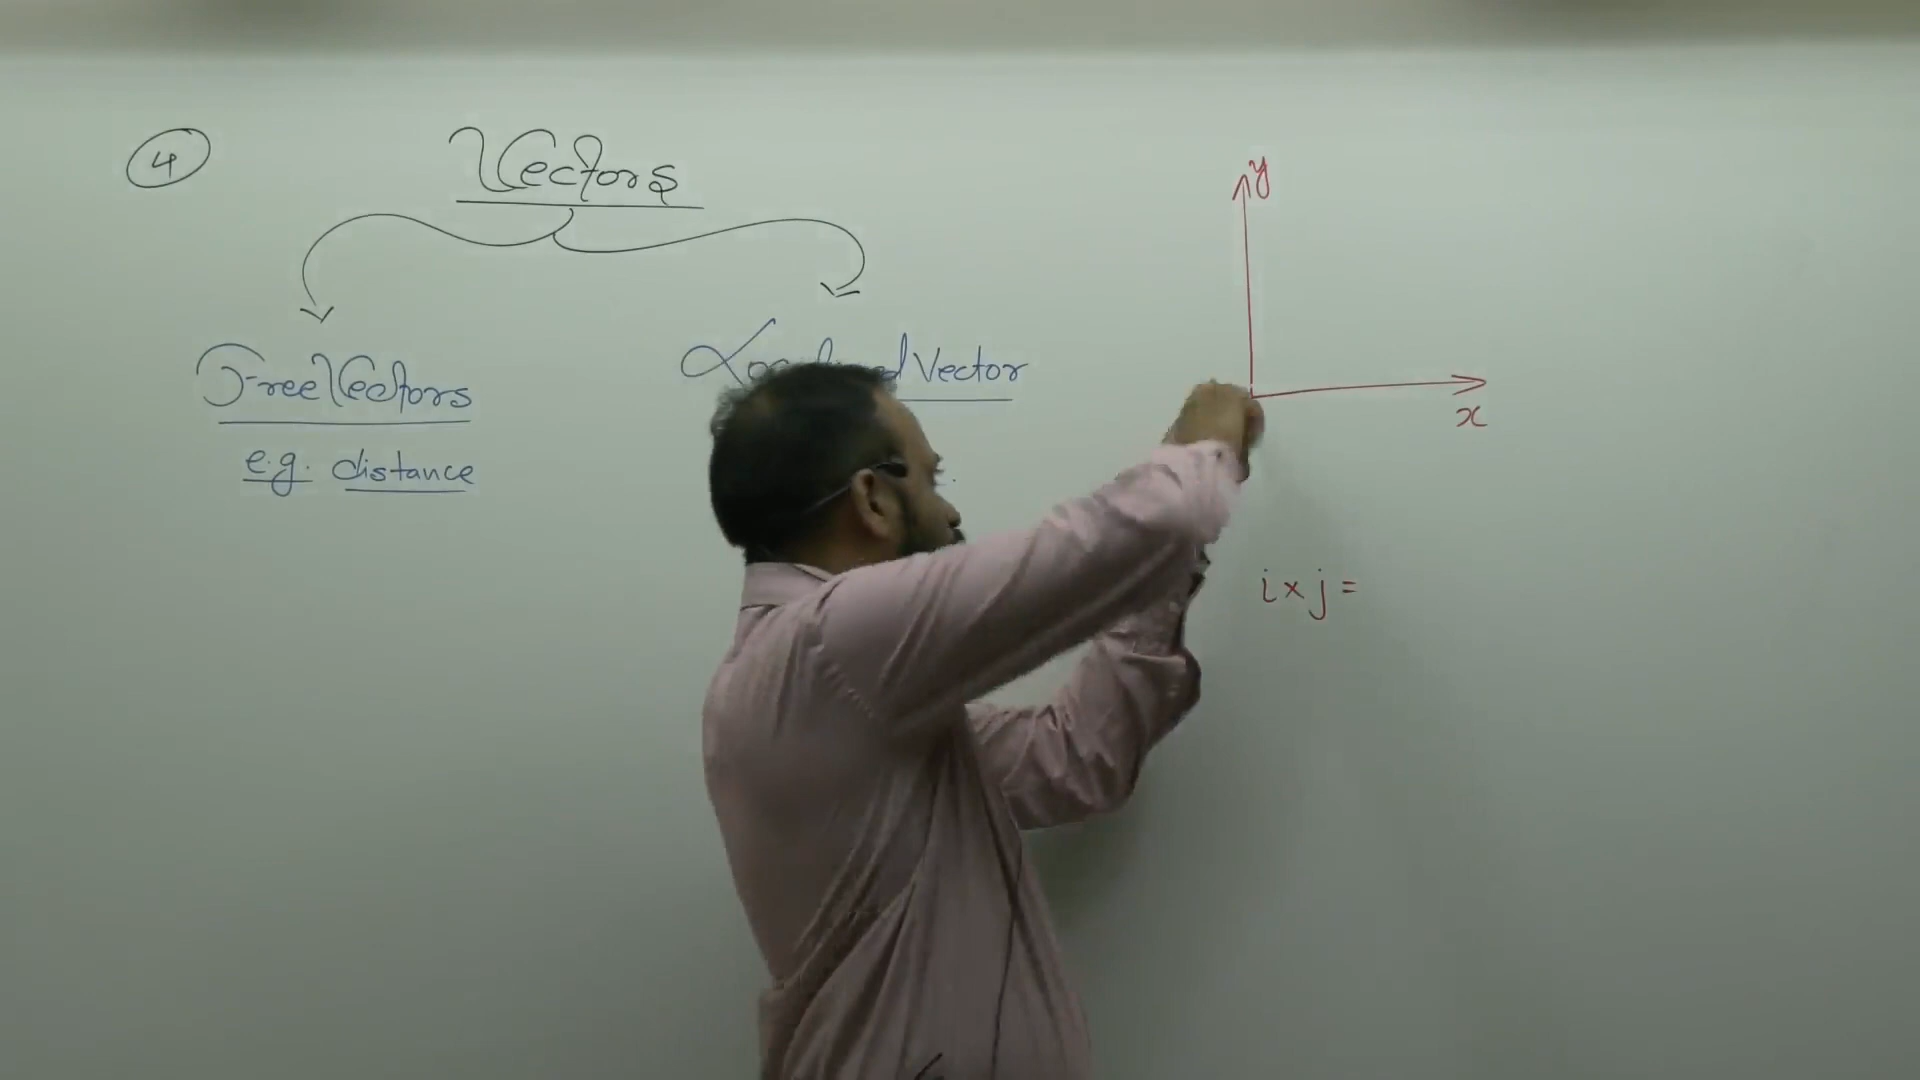 4
Vectors
Free Vectors
e.g. distance
Vector
y
x
i x j =